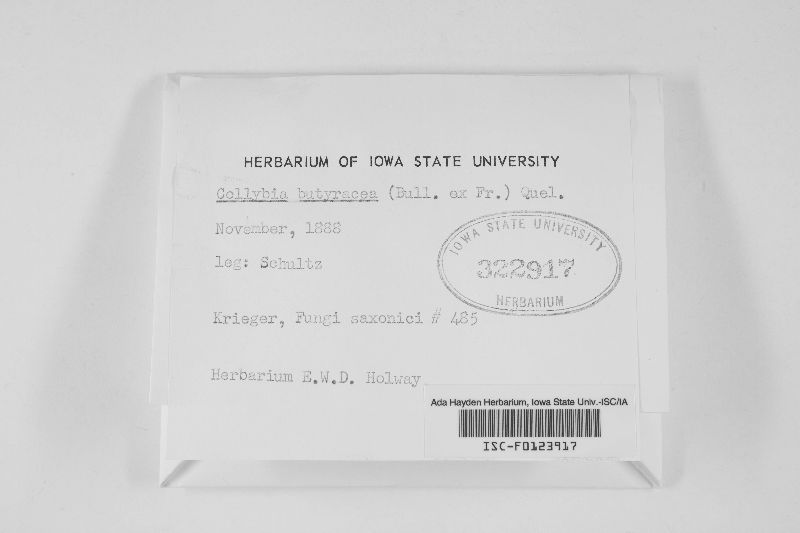 HERBARIUM OF IOWA STATE UNIVERSITY
Collybia butyracea (Bull. ex Fr.) Quel.
November, 1888
leg: Schultz
IOWA STATE UNIVERSITY
322917
HERBARIUM
Krieger, Fungi saxonici # 485
Herbarium E.W.D. Holway
Ada Hayden Herbarium, Iowa State Univ.-ISC/IA
ISC-F0123917